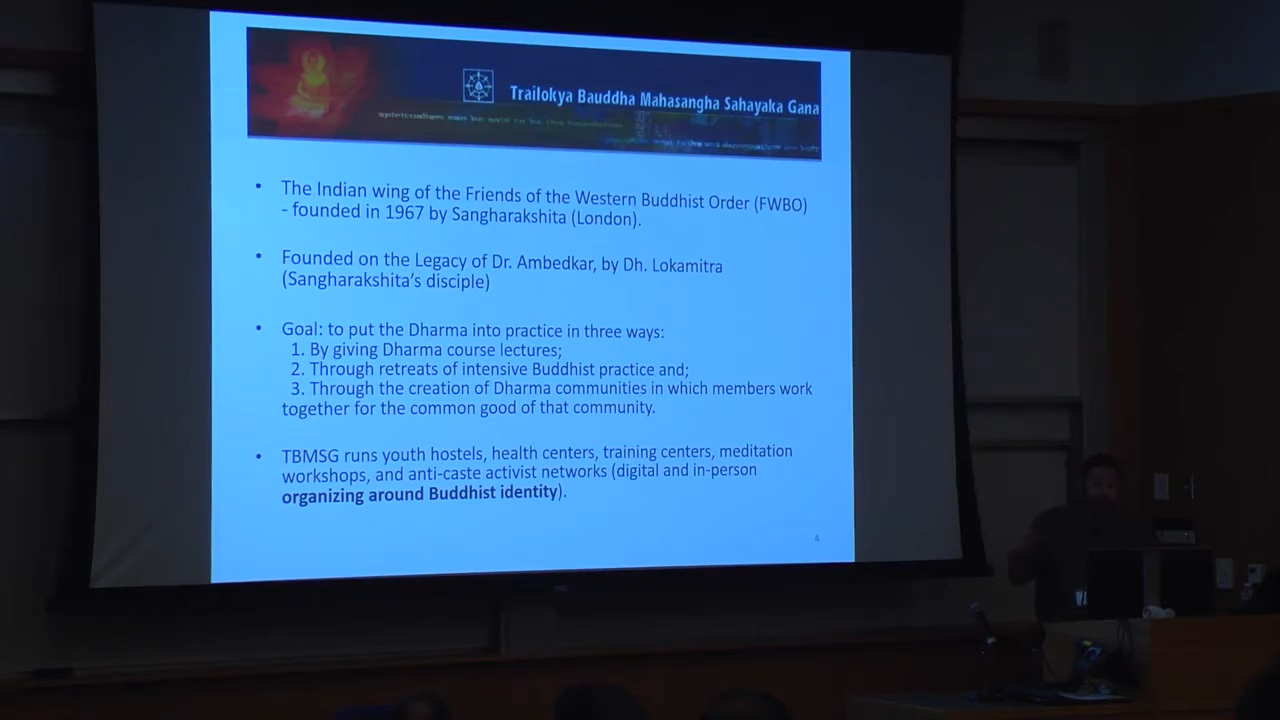 Trailokya Bauddha Mahasangha Sahayaka Gana
• The Indian wing of the Friends of the Western Buddhist Order (FWBO)
- founded in 1967 by Sangharakshita (London).
• Founded on the Legacy of Dr. Ambedkar, by Dh. Lokamitra
(Sangharakshita’s disciple)
• Goal: to put the Dharma into practice in three ways:
1. By giving Dharma course lectures;
2. Through retreats of intensive Buddhist practice and;
3. Through the creation of Dharma communities in which members work
together for the common good of that community.
• TBMSG runs youth hostels, health centers, training centers, meditation
workshops, and anti-caste activist networks (digital and in-person
organizing around Buddhist identity).
4